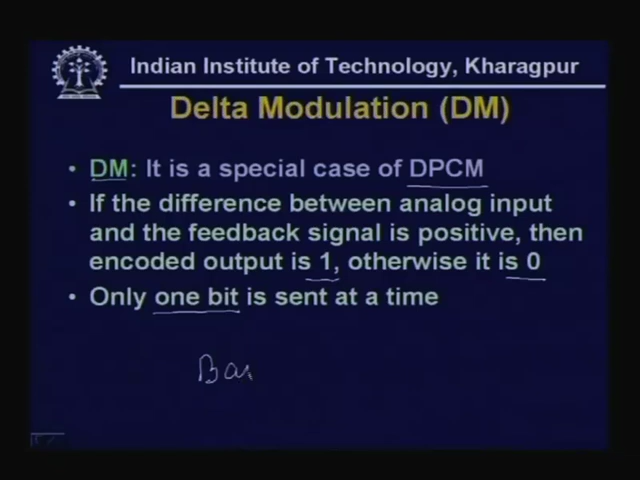 Indian Institute of Technology, Kharagpur
Delta Modulation (DM)
• DM: It is a special case of DPCM
• If the difference between analog input
and the feedback signal is positive, then
encoded output is 1, otherwise it is 0
• Only one bit is sent at a time